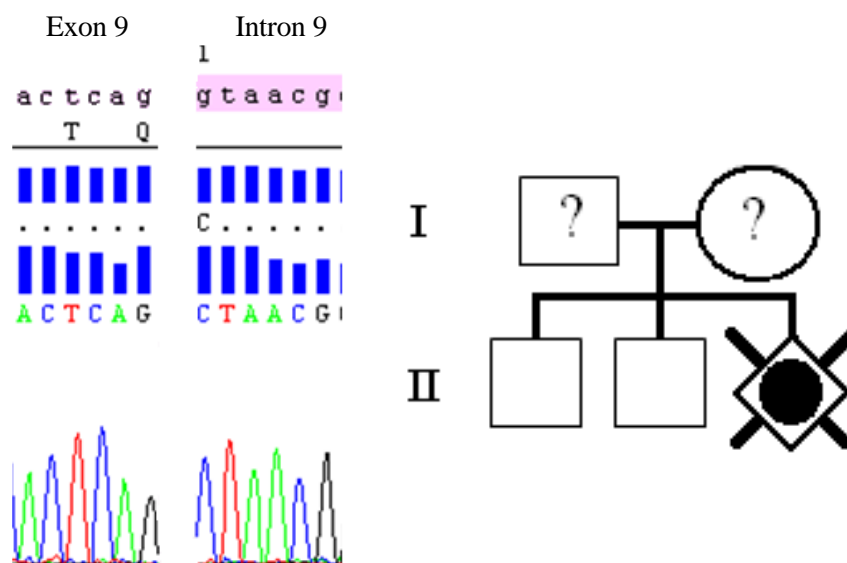 Exon 9 Intron 9
1
actcag gtaacg
T Q
...... C.....
ACTCAG CTAACG
I ? ?
II